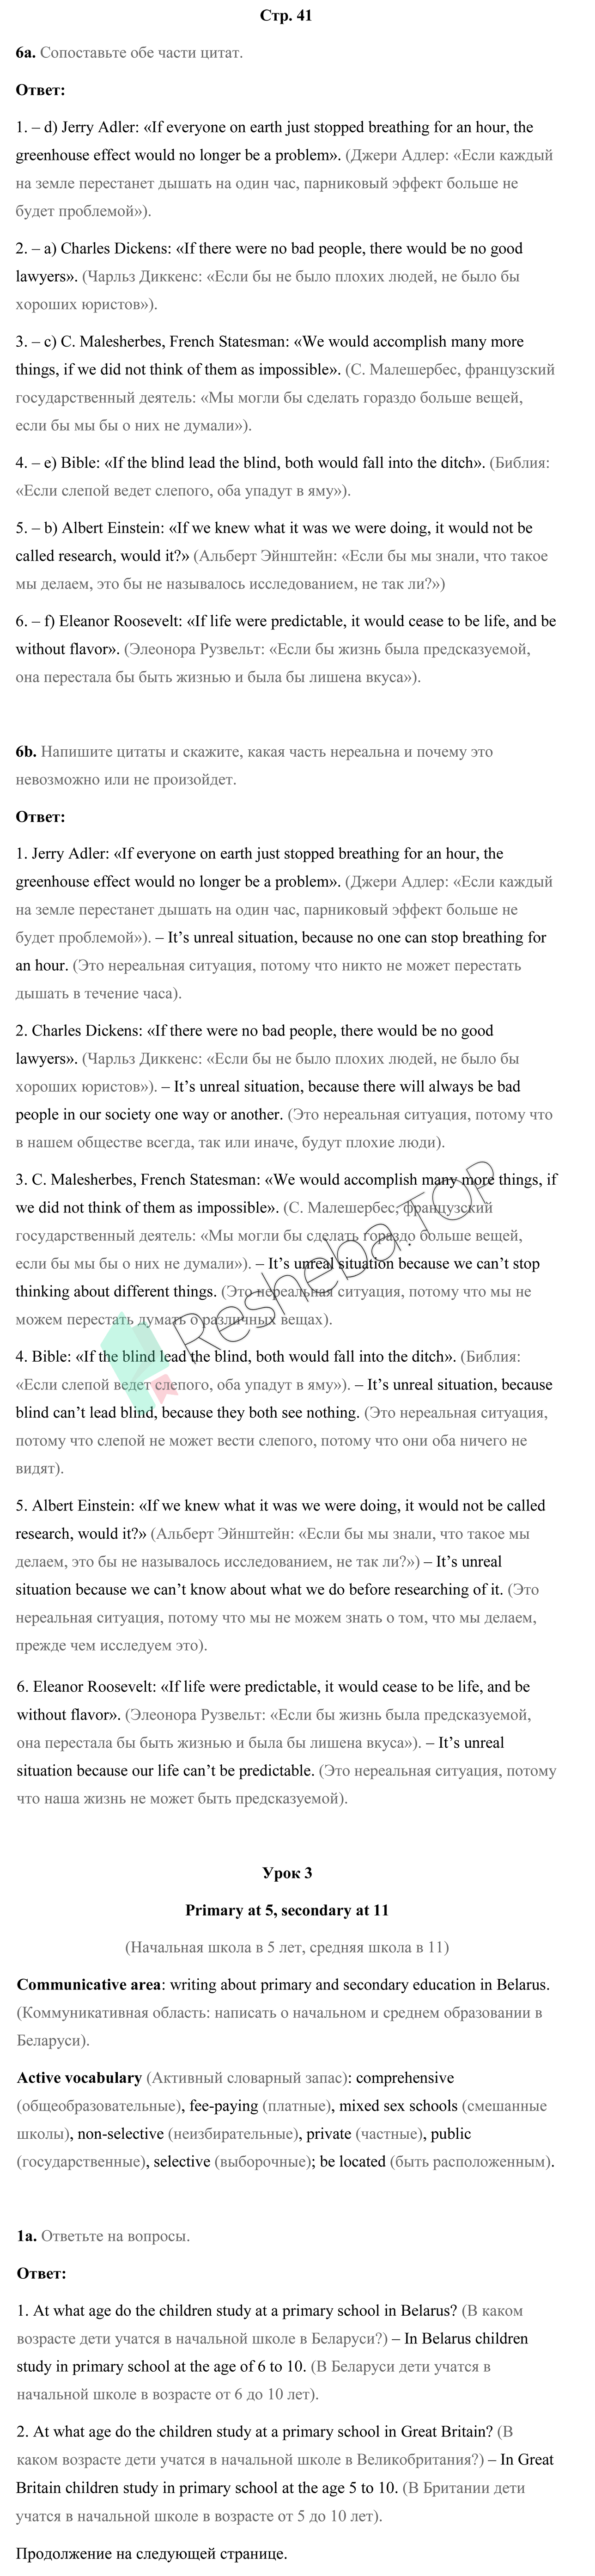 Стр. 41
6a. Сопоставьте обе части цитат.
Ответ:
1. – d) Jerry Adler: «If everyone on earth just stopped breathing for an hour, the
greenhouse effect would no longer be a problem». (Джери Адлер: «Если каждый
на земле перестанет дышать на один час, парниковый эффект больше не
будет проблемой»).
2. – a) Charles Dickens: «If there were no bad people, there would be no good
lawyers». (Чарльз Диккенс: «Если бы не было плохих людей, не было бы
хороших юристов»).
3. – c) C. Malesherbes, French Statesman: «We would accomplish many more
things, if we did not think of them as impossible». (С. Малешербес, французский
государственный деятель: «Мы могли бы сделать гораздо больше вещей,
если бы мы бы о них не думали»).
4. – e) Bible: «If the blind lead the blind, both would fall into the ditch». (Библия:
«Если слепой ведет слепого, оба упадут в яму»).
5. – b) Albert Einstein: «If we knew what it was we were doing, it would not be
called research, would it?» (Альберт Эйнштейн: «Если бы мы знали, что такое
мы делаем, это бы не называлось исследованием, не так ли?»)
6. – f) Eleanor Roosevelt: «If life were predictable, it would cease to be life, and be
without flavor». (Элеонора Рузвельт: «Если бы жизнь была предсказуемой,
она перестала бы быть жизнью и была бы лишена вкуса»).
6b. Напишите цитаты и скажите, какая часть нереальна и почему это
невозможно или не произойдет.
Ответ:
1. Jerry Adler: «If everyone on earth just stopped breathing for an hour, the
greenhouse effect would no longer be a problem». (Джери Адлер: «Если каждый
на земле перестанет дышать на один час, парниковый эффект больше не
будет проблемой»). – It’s unreal situation, because no one can stop breathing for
an hour. (Это нереальная ситуация, потому что никто не может перестать
дышать в течение часа).
2. Charles Dickens: «If there were no bad people, there would be no good
lawyers». (Чарльз Диккенс: «Если бы не было плохих людей, не было бы
хороших юристов»). – It’s unreal situation, because there will always be bad
people in our society one way or another. (Это нереальная ситуация, потому что
в нашем обществе всегда, так или иначе, будут плохие люди).
3. C. Malesherbes, French Statesman: «We would accomplish many more things, if
we did not think of them as impossible». (С. Малешербес, французский
государственный деятель: «Мы могли бы сделать гораздо больше вещей,
если бы мы бы о них не думали»). – It’s unreal situation because we can’t stop
thinking about different things. (Это нереальная ситуация, потому что мы не
можем перестать думать о различных вещах).
Resheba.TOP
4. Bible: «If the blind lead the blind, both would fall into the ditch». (Библия:
«Если слепой ведет слепого, оба упадут в яму»). – It’s unreal situation, because
blind can’t lead blind, because they both see nothing. (Это нереальная ситуация,
потому что слепой не может вести слепого, потому что они оба ничего не
видят).
5. Albert Einstein: «If we knew what it was we were doing, it would not be called
research, would it?» (Альберт Эйнштейн: «Если бы мы знали, что такое мы
делаем, это бы не называлось исследованием, не так ли?») – It’s unreal
situation because we can’t know about what we do before researching of it. (Это
нереальная ситуация, потому что мы не можем знать о том, что мы делаем,
прежде чем исследуем это).
6. Eleanor Roosevelt: «If life were predictable, it would cease to be life, and be
without flavor». (Элеонора Рузвельт: «Если бы жизнь была предсказуемой,
она перестала бы быть жизнью и была бы лишена вкуса»). – It’s unreal
situation because our life can’t be predictable. (Это нереальная ситуация, потому
что наша жизнь не может быть предсказуемой).
Урок 3
Primary at 5, secondary at 11
(Начальная школа в 5 лет, средняя школа в 11)
Communicative area: writing about primary and secondary education in Belarus.
(Коммуникативная область: написать о начальном и среднем образовании в
Беларуси).
Active vocabulary (Активный словарный запас): comprehensive
(общеобразовательные), fee-paying (платные), mixed sex schools (смешанные
школы), non-selective (неизбирательные), private (частные), public
(государственные), selective (выборочные); be located (быть расположенным).
1a. Ответьте на вопросы.
Ответ:
1. At what age do the children study at a primary school in Belarus? (В каком
возрасте дети учатся в начальной школе в Беларуси?) – In Belarus children
study in primary school at the age of 6 to 10. (В Беларуси дети учатся в
начальной школе в возрасте от 6 до 10 лет).
2. At what age do the children study at a primary school in Great Britain? (В
каком возрасте дети учатся в начальной школе в Великобритания?) – In Great
Britain children study in primary school at the age 5 to 10. (В Британии дети
учатся в начальной школе в возрасте от 5 до 10 лет).
Продолжение на следующей странице.